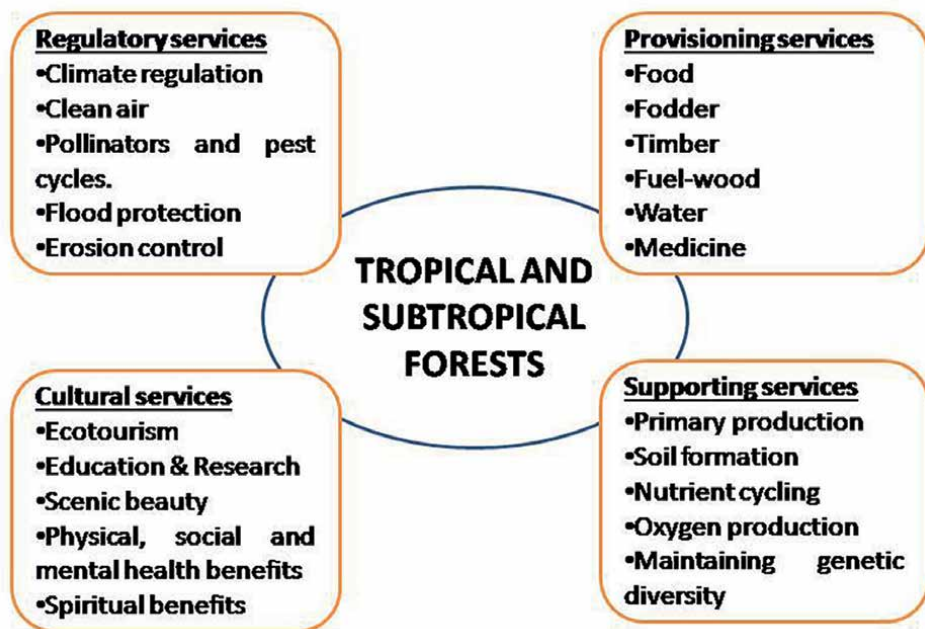 Regulatory services
•Climate regulation
•Clean air
•Pollinators and pest
cycles.
•Flood protection
•Erosion control
Provisioning services
•Food
•Fodder
•Timber
•Fuel-wood
•Water
•Medicine
TROPICAL AND
SUBTROPICAL
FORESTS
Cultural services
•Ecotourism
•Education & Research
•Scenic beauty
•Physical, social and
mental health benefits
•Spiritual benefits
Supporting services
•Primary production
•Soil formation
•Nutrient cycling
•Oxygen production
•Maintaining genetic
diversity